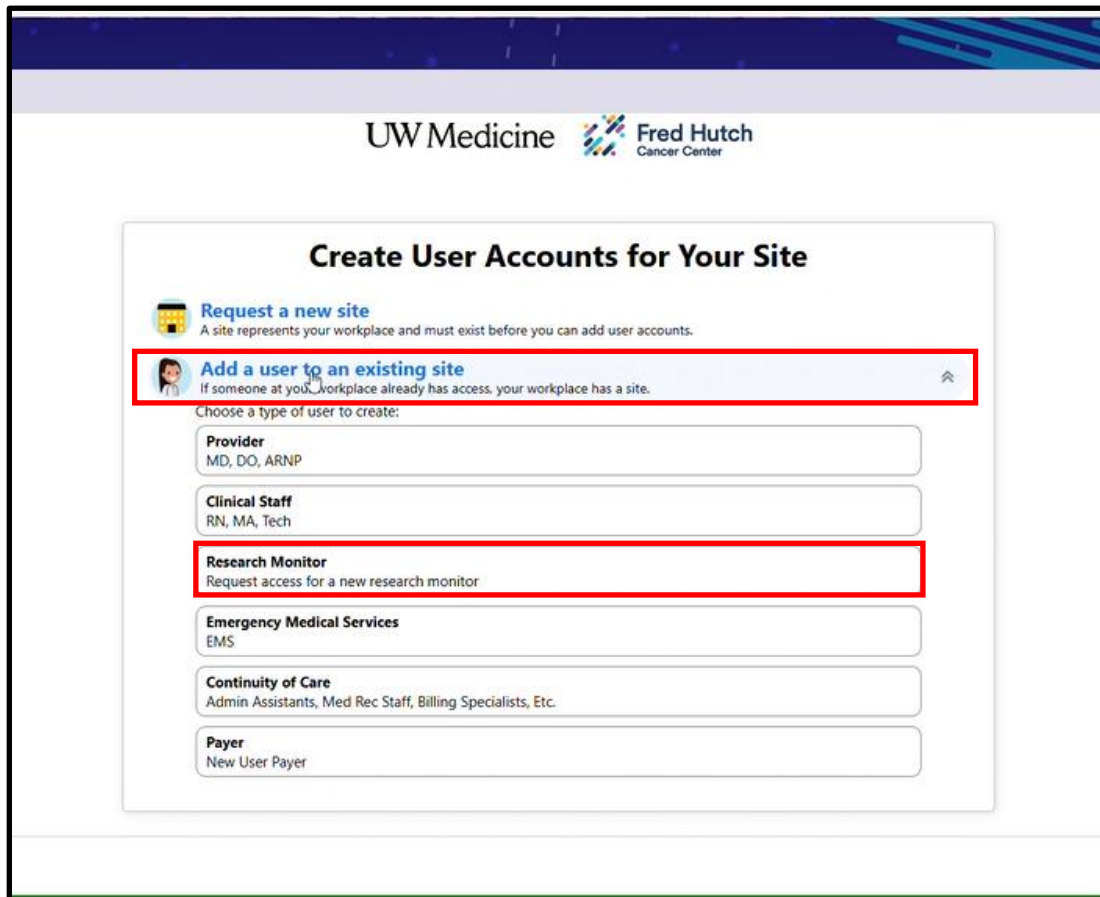 UW Medicine
Fred Hutch
Cancer Center
Create User Accounts for Your Site
Request a new site
A site represents your workplace and must exist before you can add user accounts.
Add a user to an existing site
If someone at your workplace already has access, your workplace has a site.
Choose a type of user to create:
Provider
MD, DO, ARNP
Clinical Staff
RN, MA, Tech
Research Monitor
Request access for a new research monitor
Emergency Medical Services
EMS
Continuity of Care
Admin Assistants, Med Rec Staff, Billing Specialists, Etc.
Payer
New User Payer